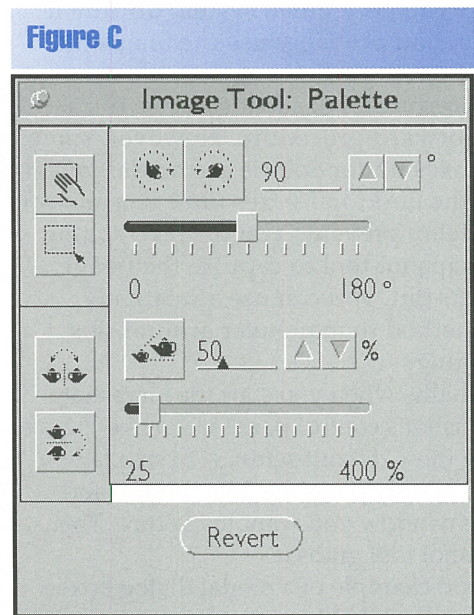 Figure C
Image Tool: Palette
90 °
0 180 °
50 %
25 400 %
Revert